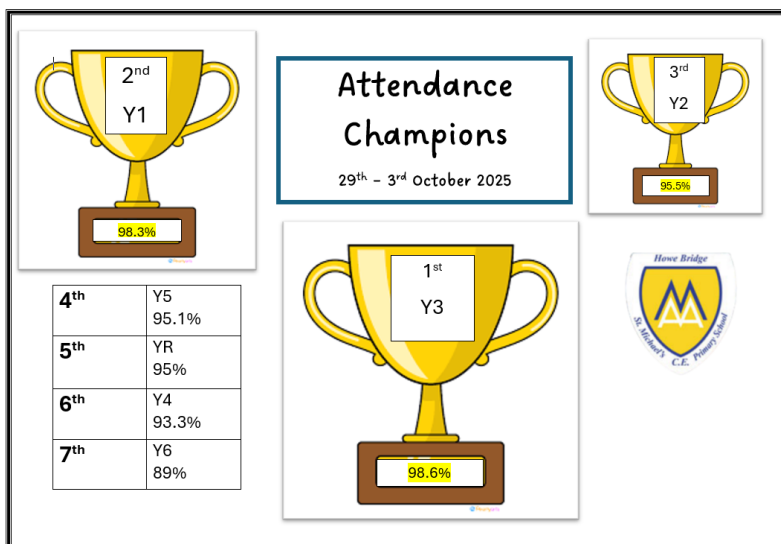 2nd
Y1
98.3%
Attendance
Champions
29th – 3rd October 2025
3rd
Y2
95.5%
1st
Y3
98.6%
Howe Bridge
St. Michael's C.E. Primary School
4th
Y5
95.1%
5th
YR
95%
6th
Y4
93.3%
7th
Y6
89%